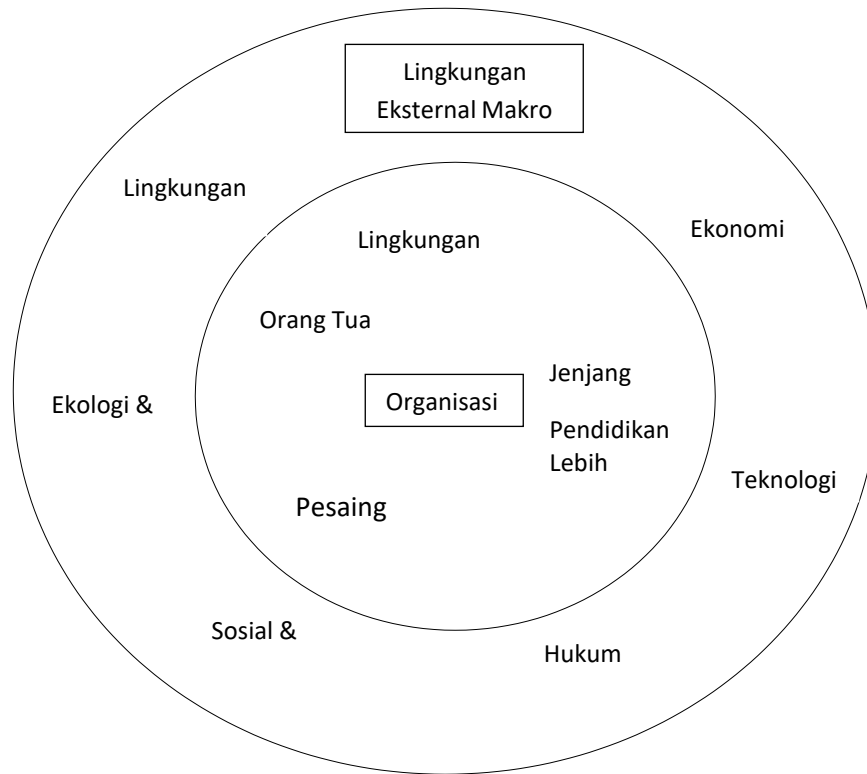 Lingkungan
Eksternal Makro
Lingkungan
Ekonomi
Lingkungan
Orang Tua
Jenjang
Organisasi
Ekologi &
Pendidikan
Lebih
Teknologi
Pesaing
Sosial &
Hukum